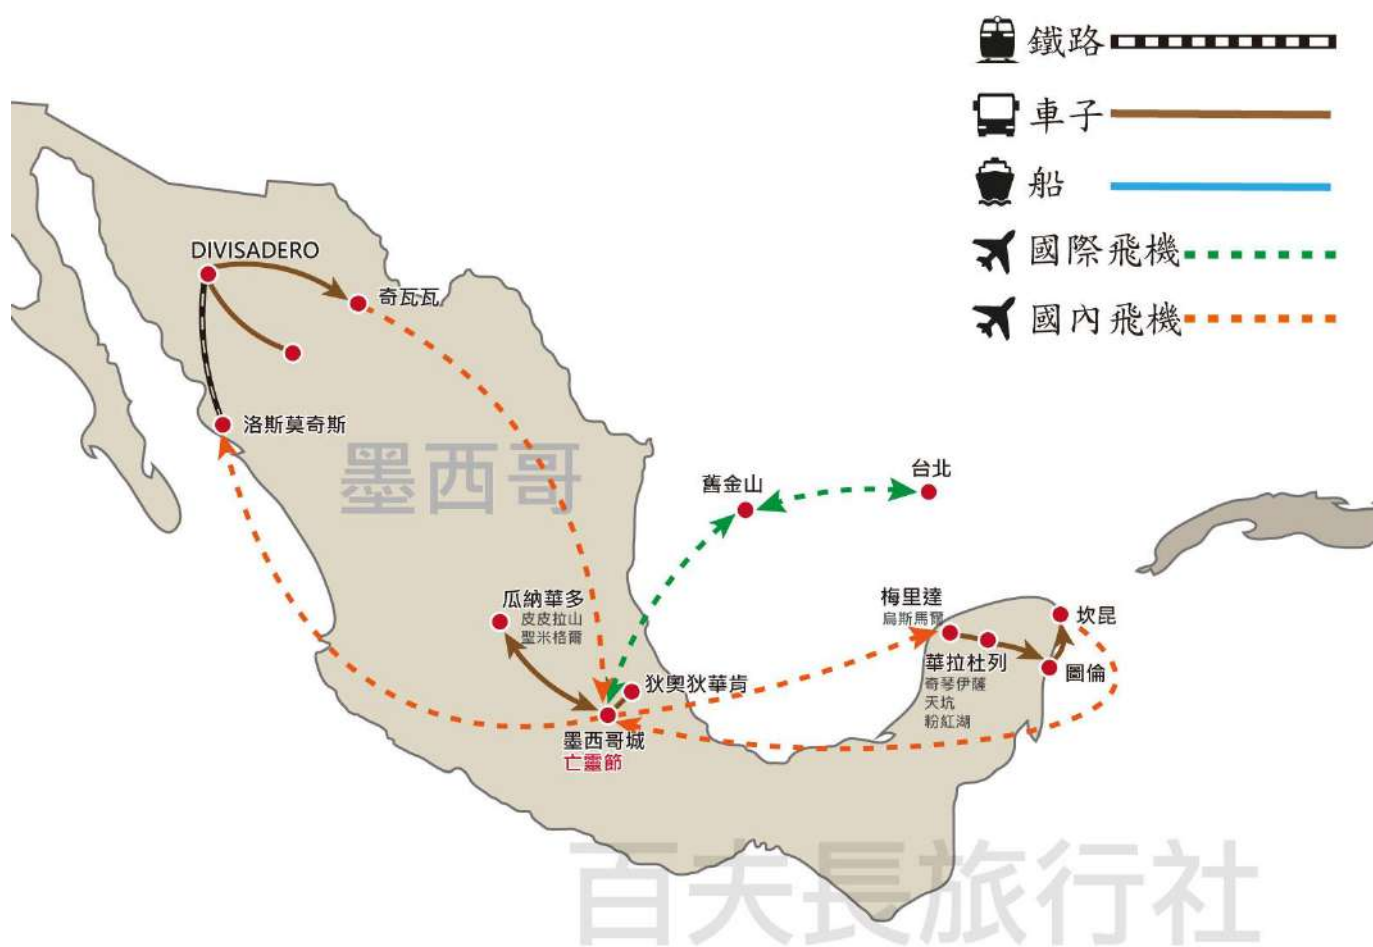 鐵路
車子
船
國際飛機
國內飛機
DIVISADERO
奇瓦瓦
洛斯莫奇斯
墨西哥
舊金山
台北
瓜納華多
皮皮拉山
聖米格爾
梅里達
烏斯馬爾
坎昆
華拉杜列
奇琴伊薩
天坑
粉紅湖
圖倫
狄奧狄華肯
墨西哥城
亡靈節
百夫長旅行社